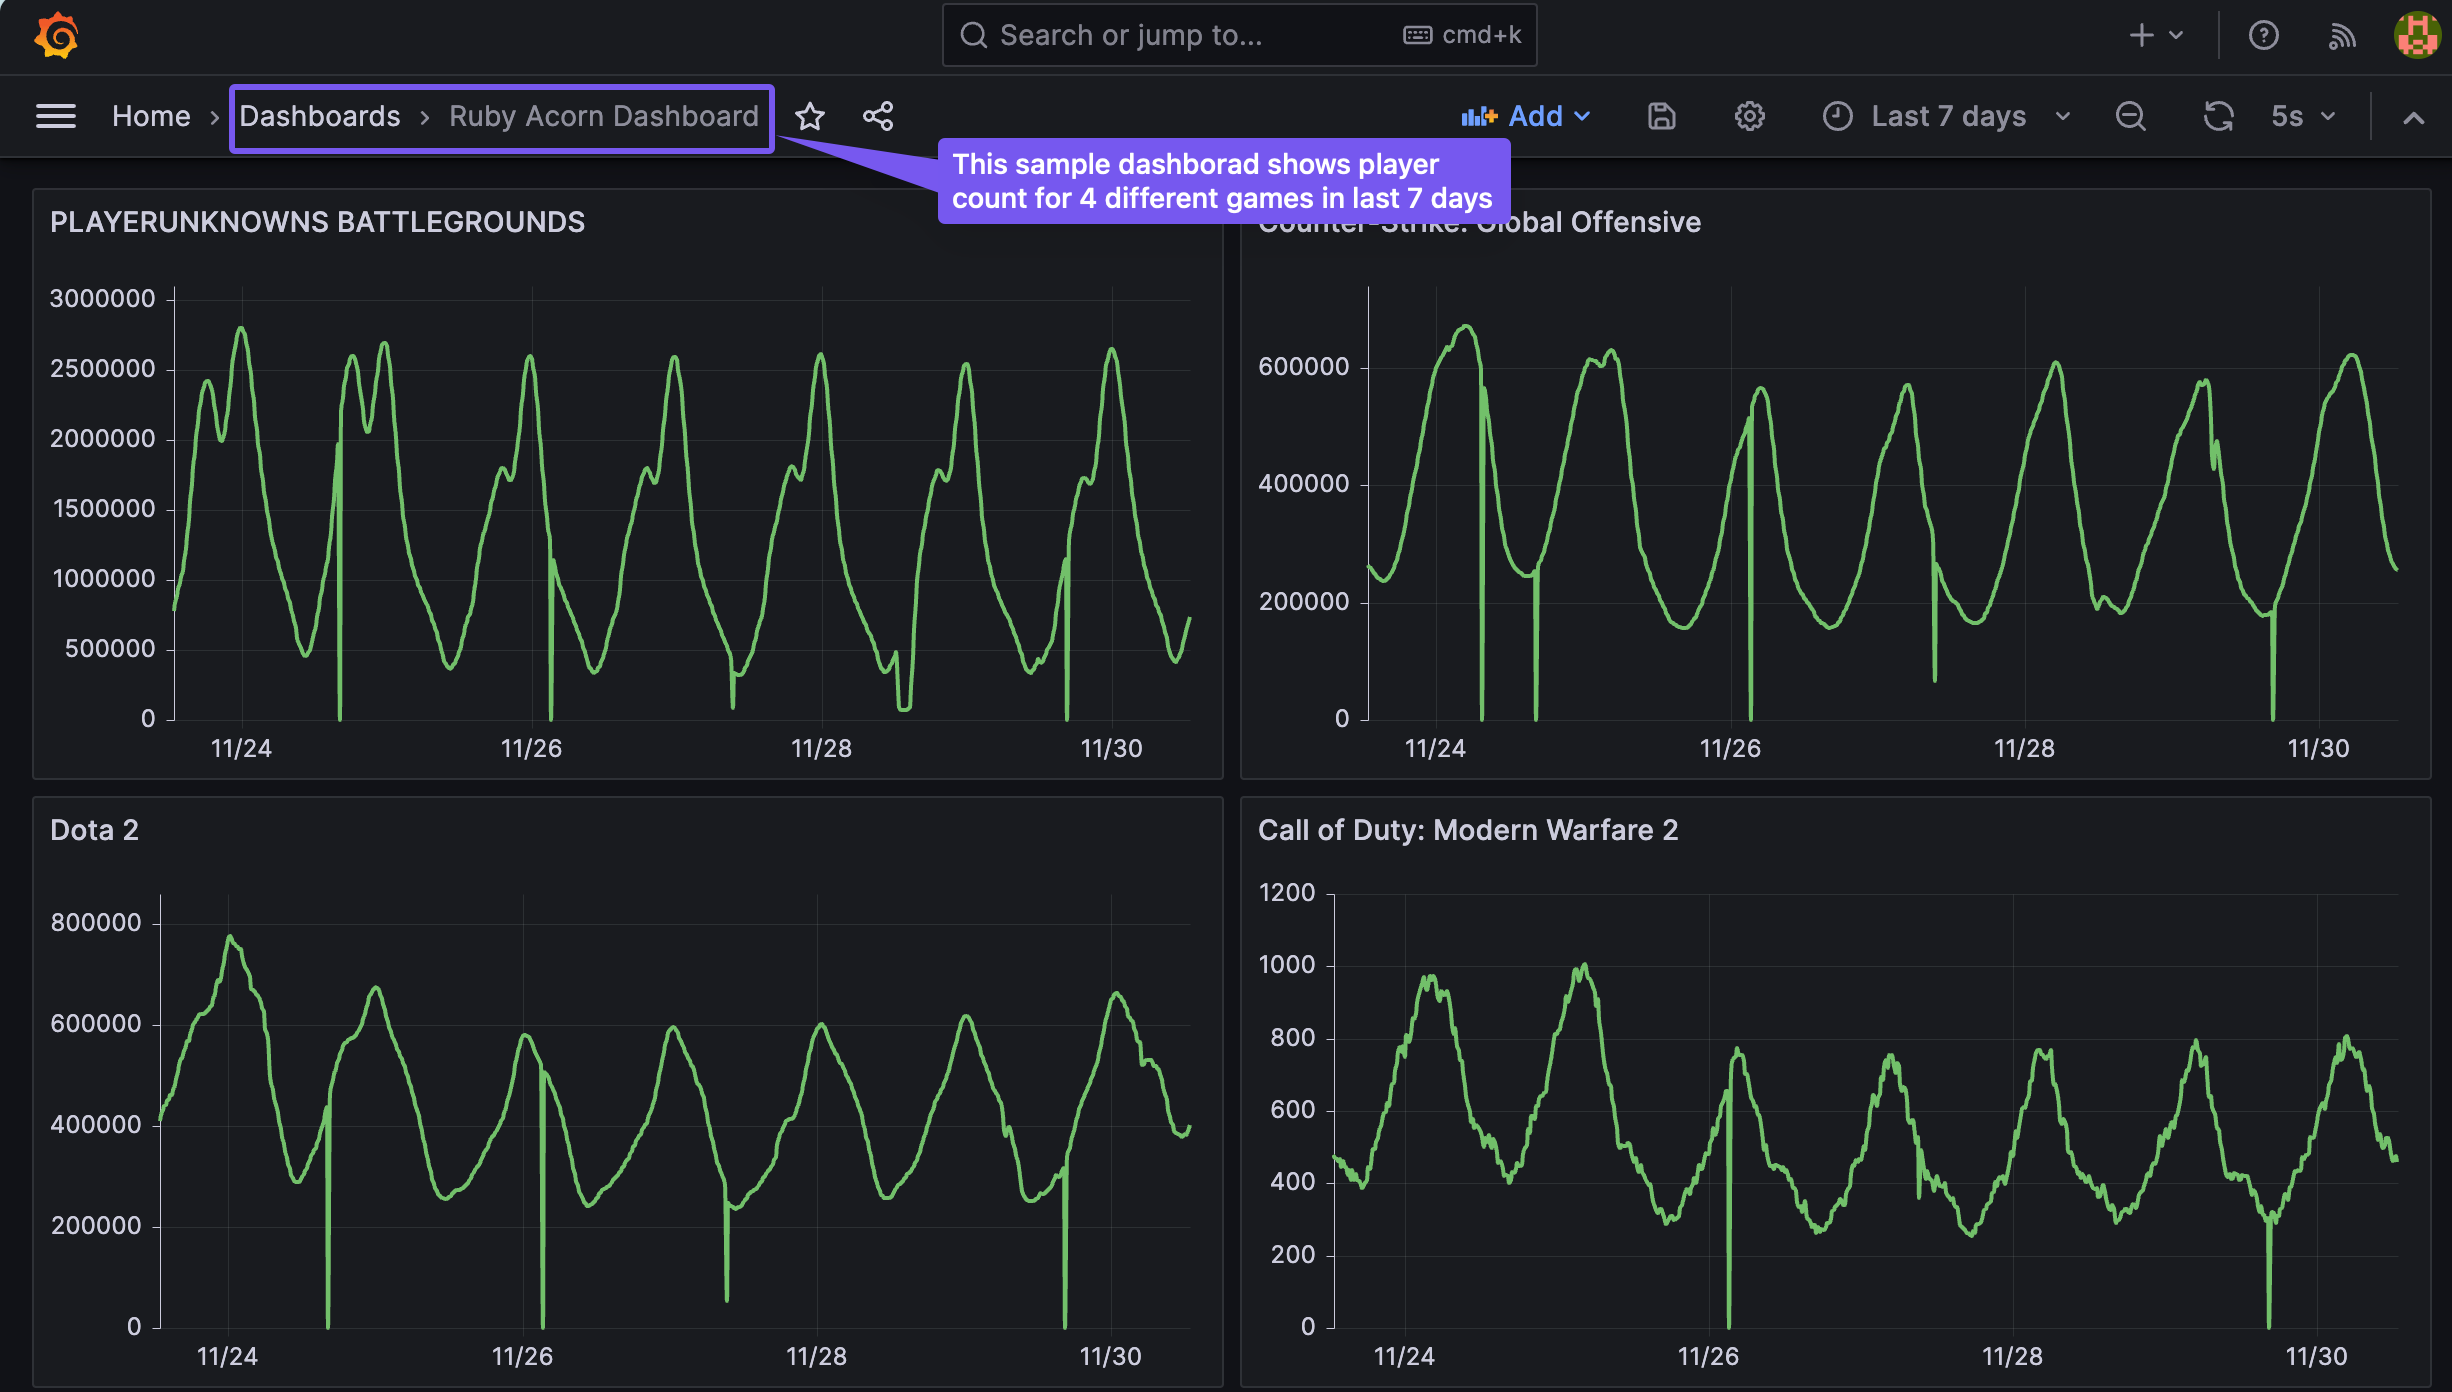 Search or jump to...
cmd+k
Home
Dashboards
Ruby Acorn Dashboard
Add
Last 7 days
5s
This sample dashborad shows player
count for 4 different games in last 7 days
PLAYERUNKNOWNS BATTLEGROUNDS
3000000
2500000
2000000
1500000
1000000
500000
0
11/24
11/26
11/28
11/30
Counter-Strike: Global Offensive
600000
400000
200000
0
11/24
11/26
11/28
11/30
Dota 2
800000
600000
400000
200000
0
11/24
11/26
11/28
11/30
Call of Duty: Modern Warfare 2
1200
1000
800
600
400
200
0
11/24
11/26
11/28
11/30